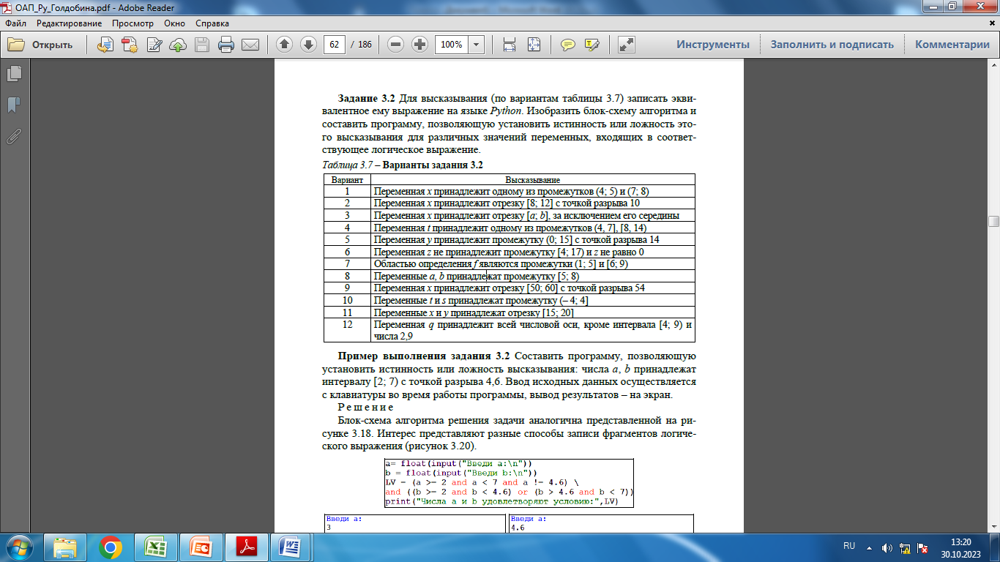 ОАП_Ру_Голдобина.pdf - Adobe Reader
Файл Редактирование Просмотр Окно Справка
Открыть 62 / 186 100% Инструменты Заполнить и подписать Комментарии
Задание 3.2 Для высказывания (по вариантам таблицы 3.7) записать экви-
валентное ему выражение на языке Python. Изобразить блок-схему алгоритма и
составить программу, позволяющую установить истинность или ложность это-
го высказывания для различных значений переменных, входящих в соответ-
ствующее логическое выражение.
Таблица 3.7 – Варианты задания 3.2
Вариант Высказывание
1 Переменная x принадлежит одному из промежутков (4; 5) и (7; 8)
2 Переменная x принадлежит отрезку [8; 12] с точкой разрыва 10
3 Переменная x принадлежит отрезку [a; b], за исключением его середины
4 Переменная t принадлежит одному из промежутков (4, 7], [8, 14)
5 Переменная y принадлежит промежутку (0; 15] с точкой разрыва 14
6 Переменная z не принадлежит промежутку [4; 17) и z не равно 0
7 Областью определения f являются промежутки (1; 5] и [6; 9)
8 Переменные a, b принадлежат промежутку [5; 8)
9 Переменная x принадлежит отрезку [50; 60] с точкой разрыва 54
10 Переменные t и s принадлежат промежутку (– 4; 4]
11 Переменные x и y принадлежат отрезку [15; 20]
12 Переменная q принадлежит всей числовой оси, кроме интервала [4; 9) и
числа 2,9
Пример выполнения задания 3.2 Составить программу, позволяющую
установить истинность или ложность высказывания: числа a, b принадлежат
интервалу [2; 7) с точкой разрыва 4,6. Ввод исходных данных осуществляется
с клавиатуры во время работы программы, вывод результатов – на экран.
Решение
Блок-схема алгоритма решения задачи аналогична представленной на ри-
сунке 3.18. Интерес представляют разные способы записи фрагментов логиче-
ского выражения (рисунок 3.20).
a= float(input("Введи a:\n"))
b = float(input("Введи b:\n"))
LV = (a >= 2 and a < 7 and a != 4.6) \
and ((b >= 2 and b < 4.6) or (b > 4.6 and b < 7))
print("Числа a и b удовлетворяют условию:",LV)
Введи a: Введи a:
3 4.6
RU 13:20
30.10.2023